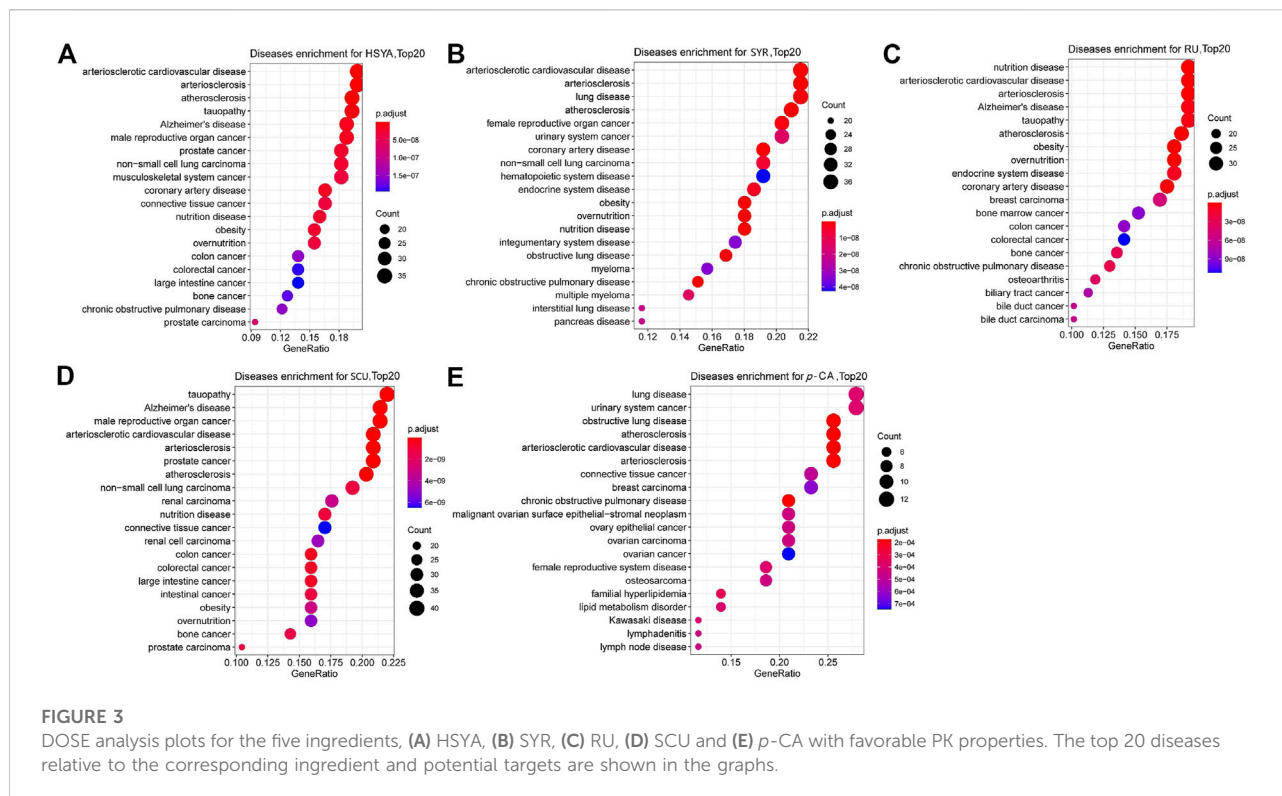 A
Diseases enrichment for HSYA,Top20
arteriosclerotic cardiovascular disease
arteriosclerosis
atherosclerosis
tauopathy
Alzheimer's disease
male reproductive organ cancer
prostate cancer
non-small cell lung carcinoma
musculoskeletal system cancer
coronary artery disease
connective tissue cancer
nutrition disease
obesity
overnutrition
colon cancer
colorectal cancer
large intestine cancer
bone cancer
chronic obstructive pulmonary disease
prostate carcinoma
0.09 0.12 0.15 0.18
GeneRatio
p.adjust
5.0e-08
1.0e-07
1.5e-07
Count
20
25
30
35
B
Diseases enrichment for SYR,Top20
arteriosclerotic cardiovascular disease
arteriosclerosis
lung disease
atherosclerosis
female reproductive organ cancer
urinary system cancer
coronary artery disease
non-small cell lung carcinoma
hematopoietic system disease
endocrine system disease
obesity
overnutrition
nutrition disease
integumentary system disease
obstructive lung disease
myeloma
chronic obstructive pulmonary disease
multiple myeloma
interstitial lung disease
pancreas disease
0.12 0.14 0.16 0.18 0.20 0.22
GeneRatio
Count
20
24
28
32
36
p.adjust
1e-08
2e-08
3e-08
4e-08
C
Diseases enrichment for RU,Top20
nutrition disease
arteriosclerotic cardiovascular disease
arteriosclerosis
Alzheimer's disease
tauopathy
atherosclerosis
obesity
overnutrition
endocrine system disease
coronary artery disease
breast carcinoma
bone marrow cancer
colon cancer
colorectal cancer
bone cancer
chronic obstructive pulmonary disease
osteoarthritis
biliary tract cancer
bile duct cancer
bile duct carcinoma
0.100 0.125 0.150 0.175
GeneRatio
Count
20
25
30
p.adjust
3e-08
6e-08
9e-08
D
Diseases enrichment for SCU,Top20
tauopathy
Alzheimer's disease
male reproductive organ cancer
arteriosclerotic cardiovascular disease
arteriosclerosis
prostate cancer
atherosclerosis
non-small cell lung carcinoma
renal carcinoma
nutrition disease
connective tissue cancer
renal cell carcinoma
colon cancer
colorectal cancer
large intestine cancer
intestinal cancer
obesity
overnutrition
bone cancer
prostate carcinoma
0.100 0.125 0.150 0.175 0.200 0.225
GeneRatio
p.adjust
2e-09
4e-09
6e-09
Count
20
25
30
35
40
E
Diseases enrichment for p-CA,Top20
lung disease
urinary system cancer
obstructive lung disease
atherosclerosis
arteriosclerotic cardiovascular disease
arteriosclerosis
connective tissue cancer
breast carcinoma
chronic obstructive pulmonary disease
malignant ovarian surface epithelial-stromal neoplasm
ovary epithelial cancer
ovarian carcinoma
ovarian cancer
female reproductive system disease
osteosarcoma
familial hyperlipidemia
lipid metabolism disorder
Kawasaki disease
lymphadenitis
lymph node disease
0.15 0.20 0.25
GeneRatio
Count
6
8
10
12
p.adjust
2e-04
3e-04
4e-04
5e-04
6e-04
7e-04
FIGURE 3
DOSE analysis plots for the five ingredients, (A) HSYA, (B) SYR, (C) RU, (D) SCU and (E) p-CA with favorable PK properties. The top 20 diseases
relative to the corresponding ingredient and potential targets are shown in the graphs.